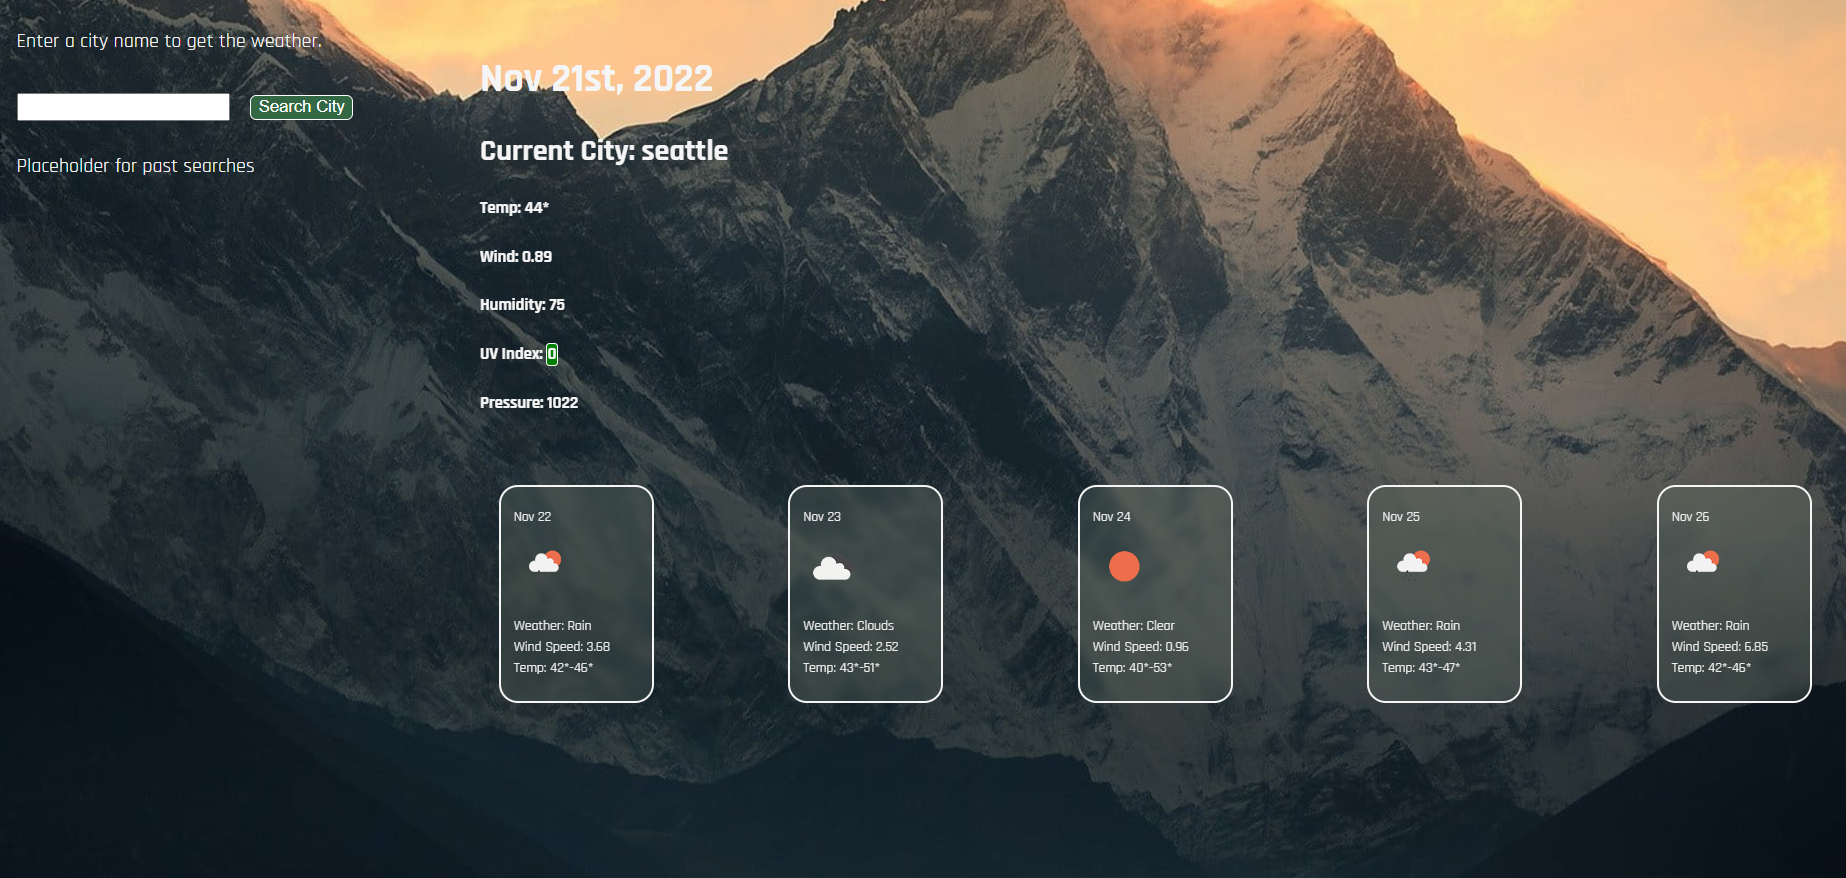 Enter a city name to get the weather.
Search City
Placeholder for past searches
Nov 21st, 2022
Current City: seattle
Temp: 44*
Wind: 0.89
Humidity: 75
UV Index: 0
Pressure: 1022
Nov 22
Weather: Rain
Wind Speed: 3.68
Temp: 42*-46*
Nov 23
Weather: Clouds
Wind Speed: 2.52
Temp: 43*-51*
Nov 24
Weather: Clear
Wind Speed: 0.96
Temp: 40*-53*
Nov 25
Weather: Rain
Wind Speed: 4.31
Temp: 43*-47*
Nov 26
Weather: Rain
Wind Speed: 6.85
Temp: 42*-46*